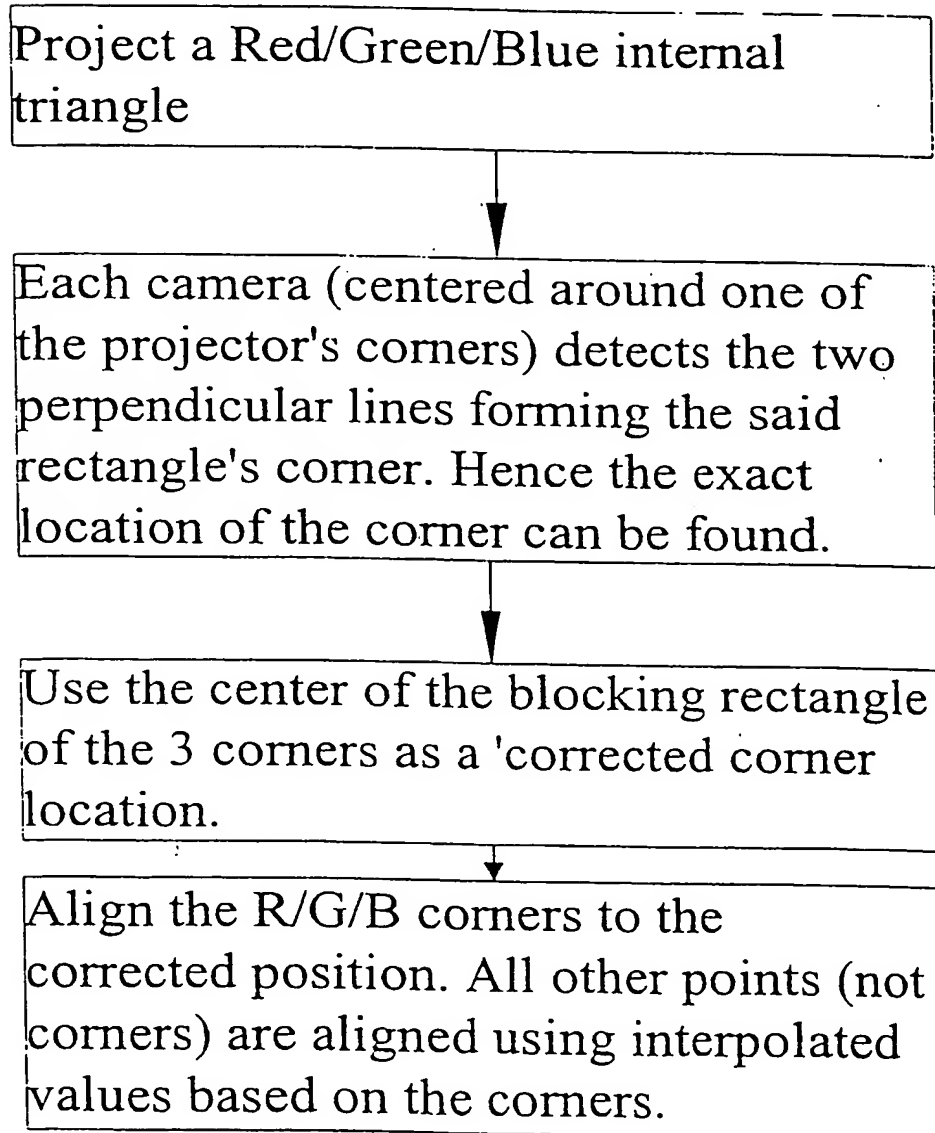 Project a Red/Green/Blue internal
triangle
Each camera (centered around one of
the projector's corners) detects the two
perpendicular lines forming the said
rectangle's corner. Hence the exact
location of the corner can be found.
Use the center of the blocking rectangle
of the 3 corners as a 'corrected corner
location.
Align the R/G/B corners to the
corrected position. All other points (not
corners) are aligned using interpolated
values based on the corners.